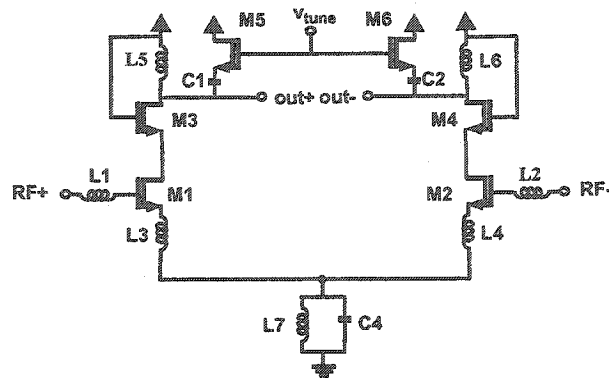 M5 Vtune M6
L5 L6
C1 C2
out+ out-
M3 M4
L1 L2
RF+ M1 M2 RF-
L3 L4
L7 C4